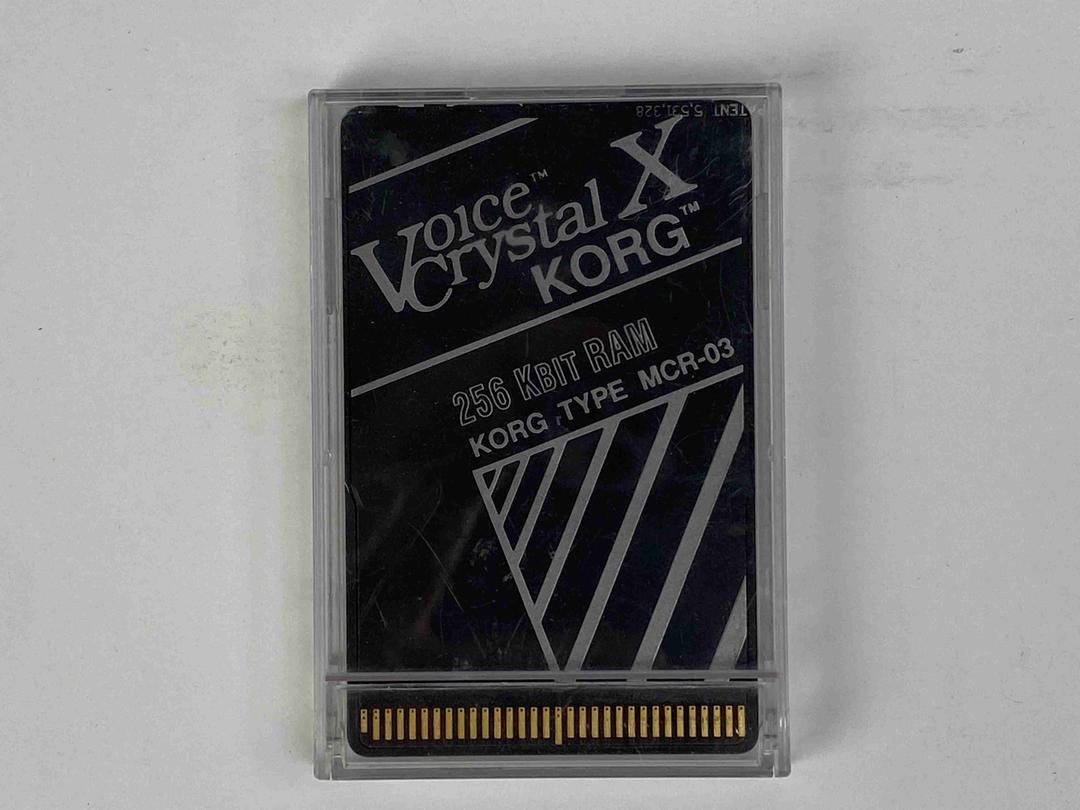 PATENT 5,531,328
Voice™
Crystal X
KORG™
256 KBIT RAM
KORG TYPE MCR-03